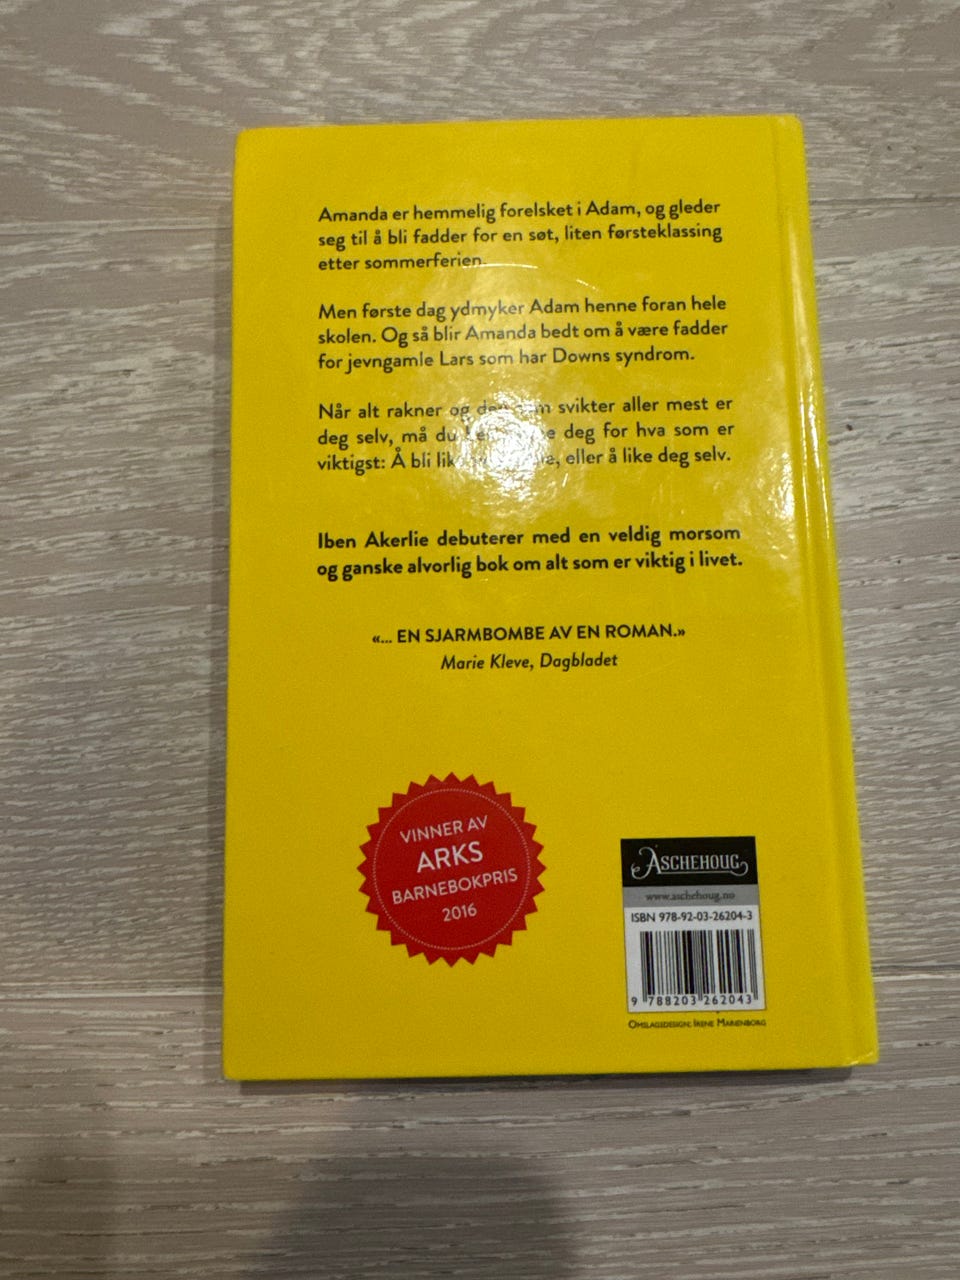 Amanda er hemmelig forelsket i Adam, og gleder
seg til å bli fadder for en søt, liten førsteklassing
etter sommerferien.
Men første dag ydmyker Adam henne foran hele
skolen. Og så blir Amanda bedt om å være fadder
for jevngamle Lars som har Downs syndrom.
Når alt rakner og svikter aller mest er
deg selv, må du deg for hva som er
viktigst: Å bli eller å like deg selv.
Iben Akerlie debuterer med en veldig morsom
og ganske alvorlig bok om alt som er viktig i livet.
«... EN SJARMBOMBE AV EN ROMAN.»
Marie Kleve, Dagbladet
VINNER AV
ARKS
BARNEBOKPRIS
2016
ASCHEHOUG
www.aschehoug.no
ISBN 978-92-03-26204-3
9 788203 262043
OMSLAGSDESIGN: IRENE MARIENBORG